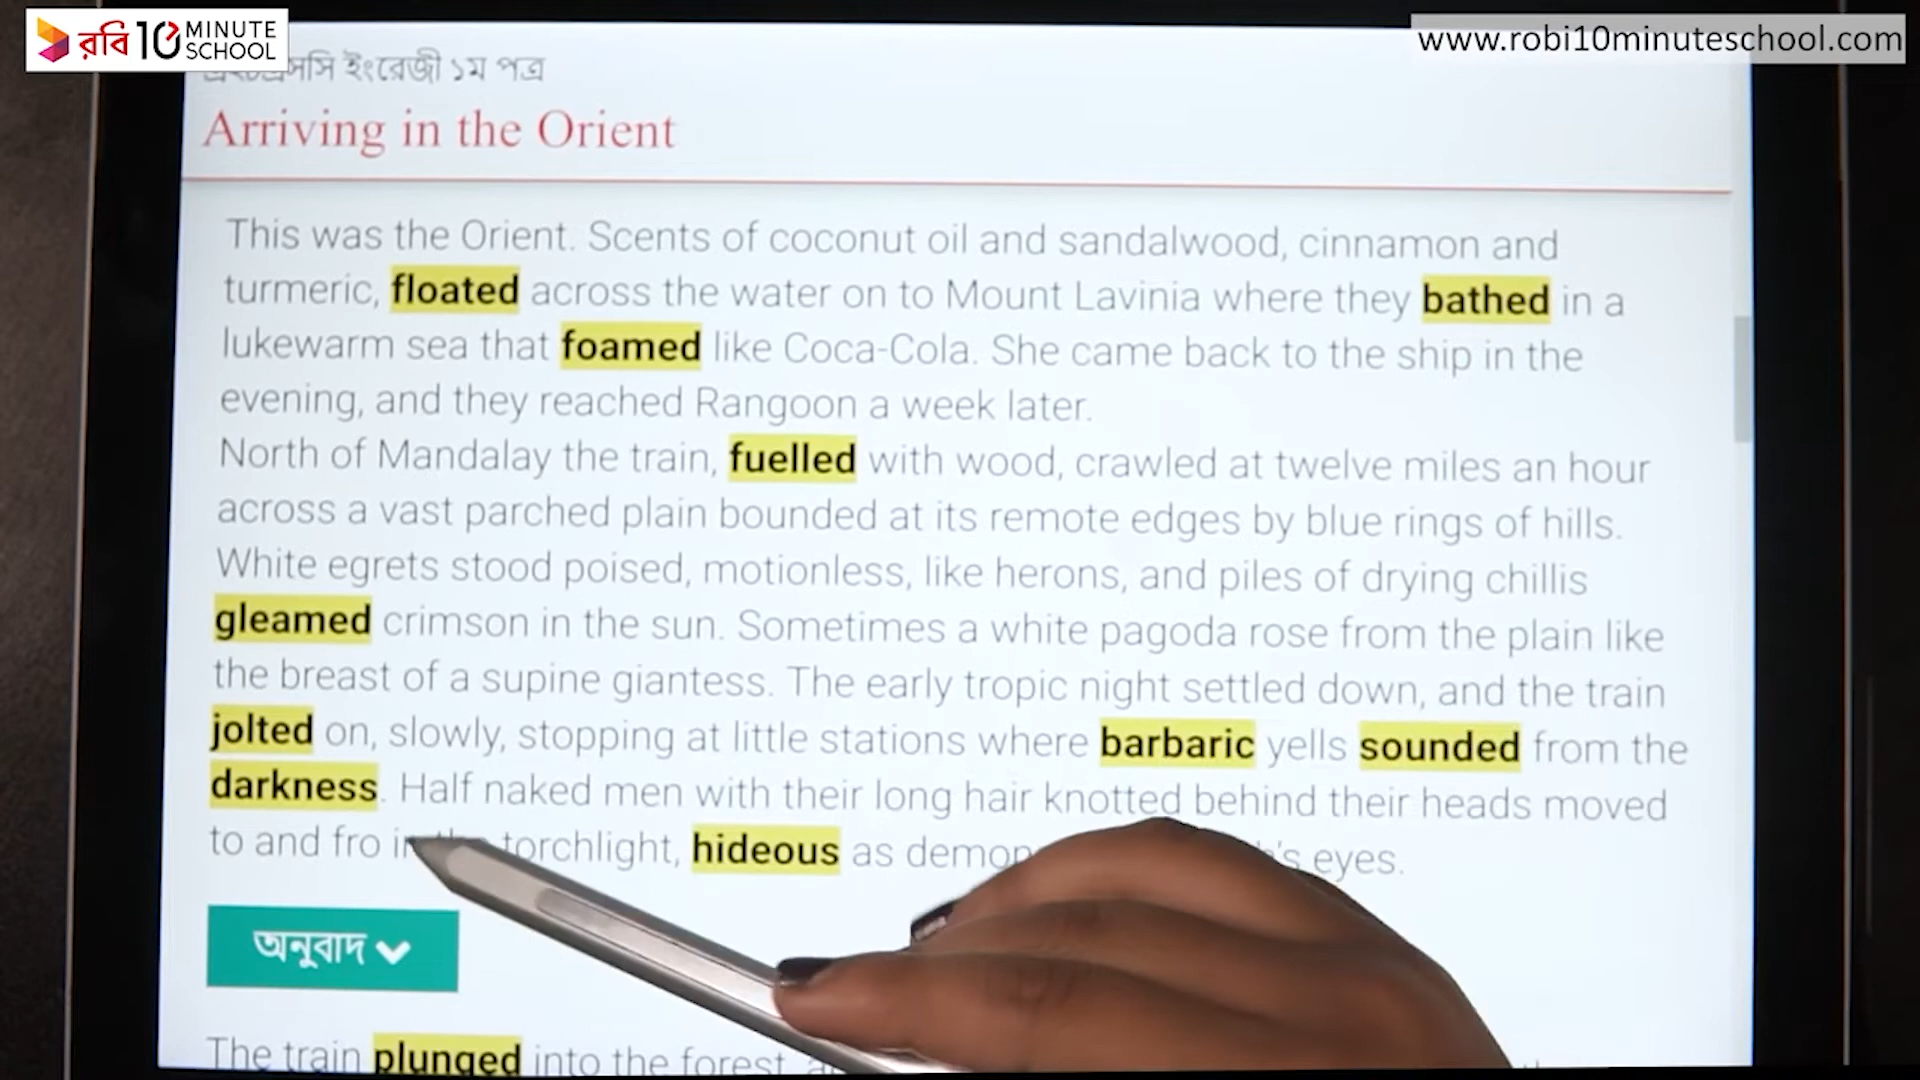 রবি 10 MINUTE SCHOOL
www.robi10minuteschool.com
ইংরেজী ১ম পত্র
Arriving in the Orient
This was the Orient. Scents of coconut oil and sandalwood, cinnamon and
turmeric, floated across the water on to Mount Lavinia where they bathed in a
lukewarm sea that foamed like Coca-Cola. She came back to the ship in the
evening, and they reached Rangoon a week later.
North of Mandalay the train, fuelled with wood, crawled at twelve miles an hour
across a vast parched plain bounded at its remote edges by blue rings of hills.
White egrets stood poised, motionless, like herons, and piles of drying chillis
gleamed crimson in the sun. Sometimes a white pagoda rose from the plain like
the breast of a supine giantess. The early tropic night settled down, and the train
jolted on, slowly, stopping at little stations where barbaric yells sounded from the
darkness. Half naked men with their long hair knotted behind their heads moved
to and fro in the torchlight, hideous as eyes.
অনুবাদ
The train plunged into the forest